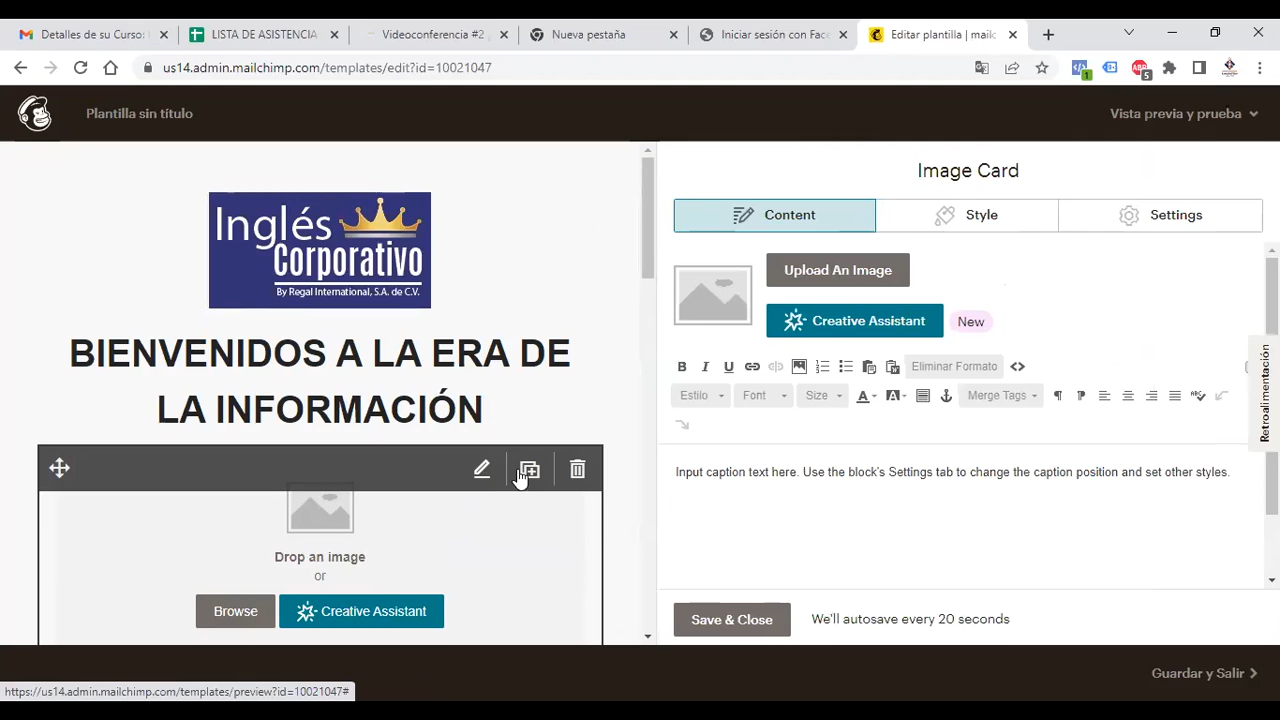 Detalles de su Curso:
LISTA DE ASISTENCIA
Videoconferencia #2
Nueva pestaña
Iniciar sesión con Face
Editar plantilla | mailc
us14.admin.mailchimp.com/templates/edit?id=10021047
1
5
Plantilla sin título
Vista previa y prueba
Inglés
Corporativo
By Regal International, S.A. de C.V.
BIENVENIDOS A LA ERA DE
LA INFORMACIÓN
Drop an image
or
Browse
Creative Assistant
Image Card
Content
Style
Settings
Upload An Image
Creative Assistant
New
B I U
Eliminar Formato
Estilo
Font
Size
A
A
Merge Tags
Input caption text here. Use the block's Settings tab to change the caption position and set other styles.
Retroalimentación
Save & Close
We'll autosave every 20 seconds
Guardar y Salir
https://us14.admin.mailchimp.com/templates/preview?id=10021047#